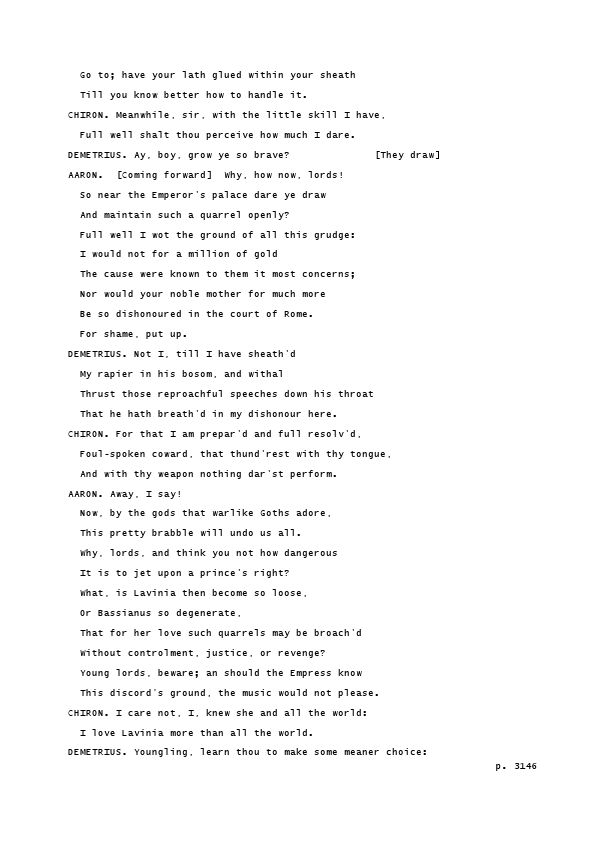 Go to; have your lath glued within your sheath
Till you know better how to handle it.
CHIRON. Meanwhile, sir, with the little skill I have,
Full well shalt thou perceive how much I dare.
DEMETRIUS. Ay, boy, grow ye so brave? [They draw]
AARON. [Coming forward] Why, how now, lords!
So near the Emperor's palace dare ye draw
And maintain such a quarrel openly?
Full well I wot the ground of all this grudge:
I would not for a million of gold
The cause were known to them it most concerns;
Nor would your noble mother for much more
Be so dishonoured in the court of Rome.
For shame, put up.
DEMETRIUS. Not I, till I have sheath'd
My rapier in his bosom, and withal
Thrust those reproachful speeches down his throat
That he hath breath'd in my dishonour here.
CHIRON. For that I am prepar'd and full resolv'd,
Foul-spoken coward, that thund'rest with thy tongue,
And with thy weapon nothing dar'st perform.
AARON. Away, I say!
Now, by the gods that warlike Goths adore,
This pretty brabble will undo us all.
Why, lords, and think you not how dangerous
It is to jet upon a prince's right?
What, is Lavinia then become so loose,
Or Bassianus so degenerate,
That for her love such quarrels may be broach'd
Without controlment, justice, or revenge?
Young lords, beware; an should the Empress know
This discord's ground, the music would not please.
CHIRON. I care not, I, knew she and all the world:
I love Lavinia more than all the world.
DEMETRIUS. Youngling, learn thou to make some meaner choice:
p. 3146